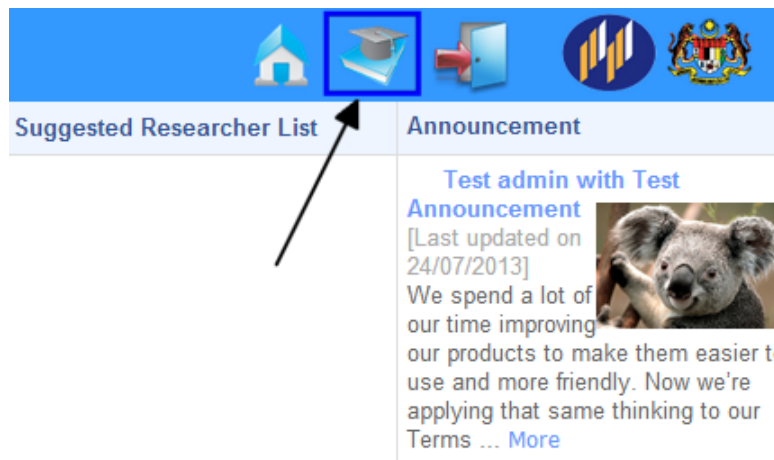 Suggested Researcher List
Announcement
Test admin with Test
Announcement
[Last updated on
24/07/2013]
We spend a lot of
our time improving
our products to make them easier t
use and more friendly. Now we're
applying that same thinking to our
Terms ... More